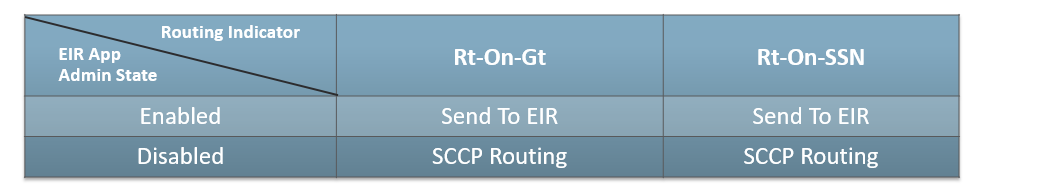 Routing Indicator
EIR App
Admin State
Rt-On-Gt
Rt-On-SSN
Enabled
Send To EIR
Send To EIR
Disabled
SCCP Routing
SCCP Routing